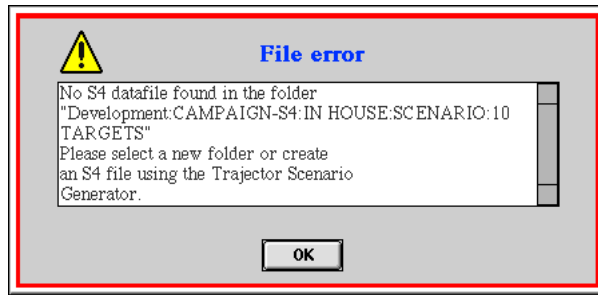 File error
No S4 datafile found in the folder
"Development:CAMPAIGN-S4:IN HOUSE:SCENARIO:10
TARGETS"
Please select a new folder or create
an S4 file using the Trajector Scenario
Generator.
OK